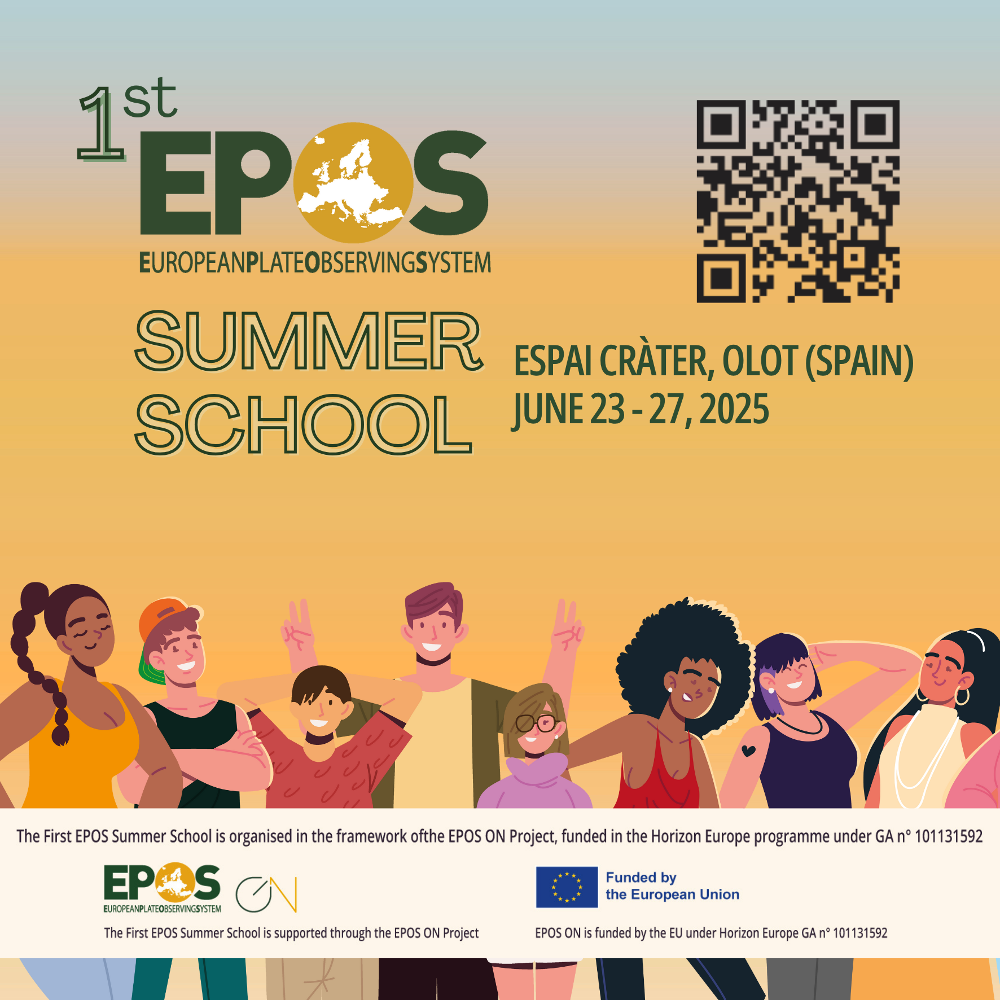 1st
EPOS
EUROPEANPLATEOBSERVINGSYSTEM
SUMMER
SCHOOL
ESPAI CRÀTER, OLOT (SPAIN)
JUNE 23 - 27, 2025
The First EPOS Summer School is organised in the framework ofthe EPOS ON Project, funded in the Horizon Europe programme under GA n° 101131592
EPOS
EUROPEANPLATEOBSERVINGSYSTEM
ON
The First EPOS Summer School is supported through the EPOS ON Project
Funded by
the European Union
EPOS ON is funded by the EU under Horizon Europe GA n° 101131592